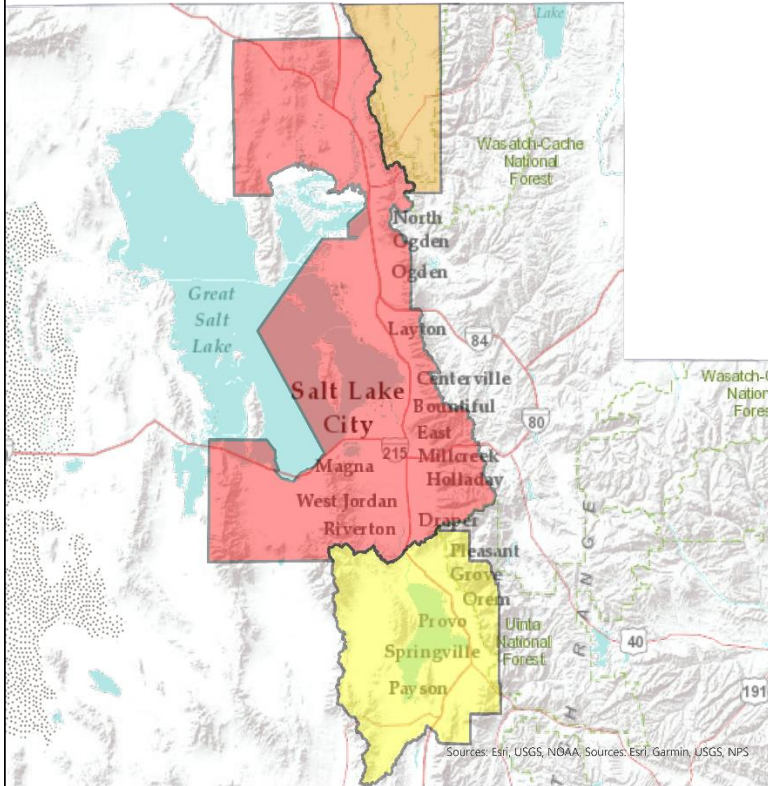 Lake
Wasatch-Cache
National
Forest
North
Ogden
Ogden
Great
Salt
Lake
Layton
84
Wasatch-C
Nation
Fores
Centerville
Salt Lake
City
Bountiful
80
East
215
Millcreek
Magna
Holladay
West Jordan
Riverton
Draper
Pleasant
Grove
Orem
Provo
Uinta
National
Forest
Springville
40
Payson
191
R A N G E
T H
Sources: Esri, USGS, NOAA, Sources: Esri, Garmin, USGS, NPS